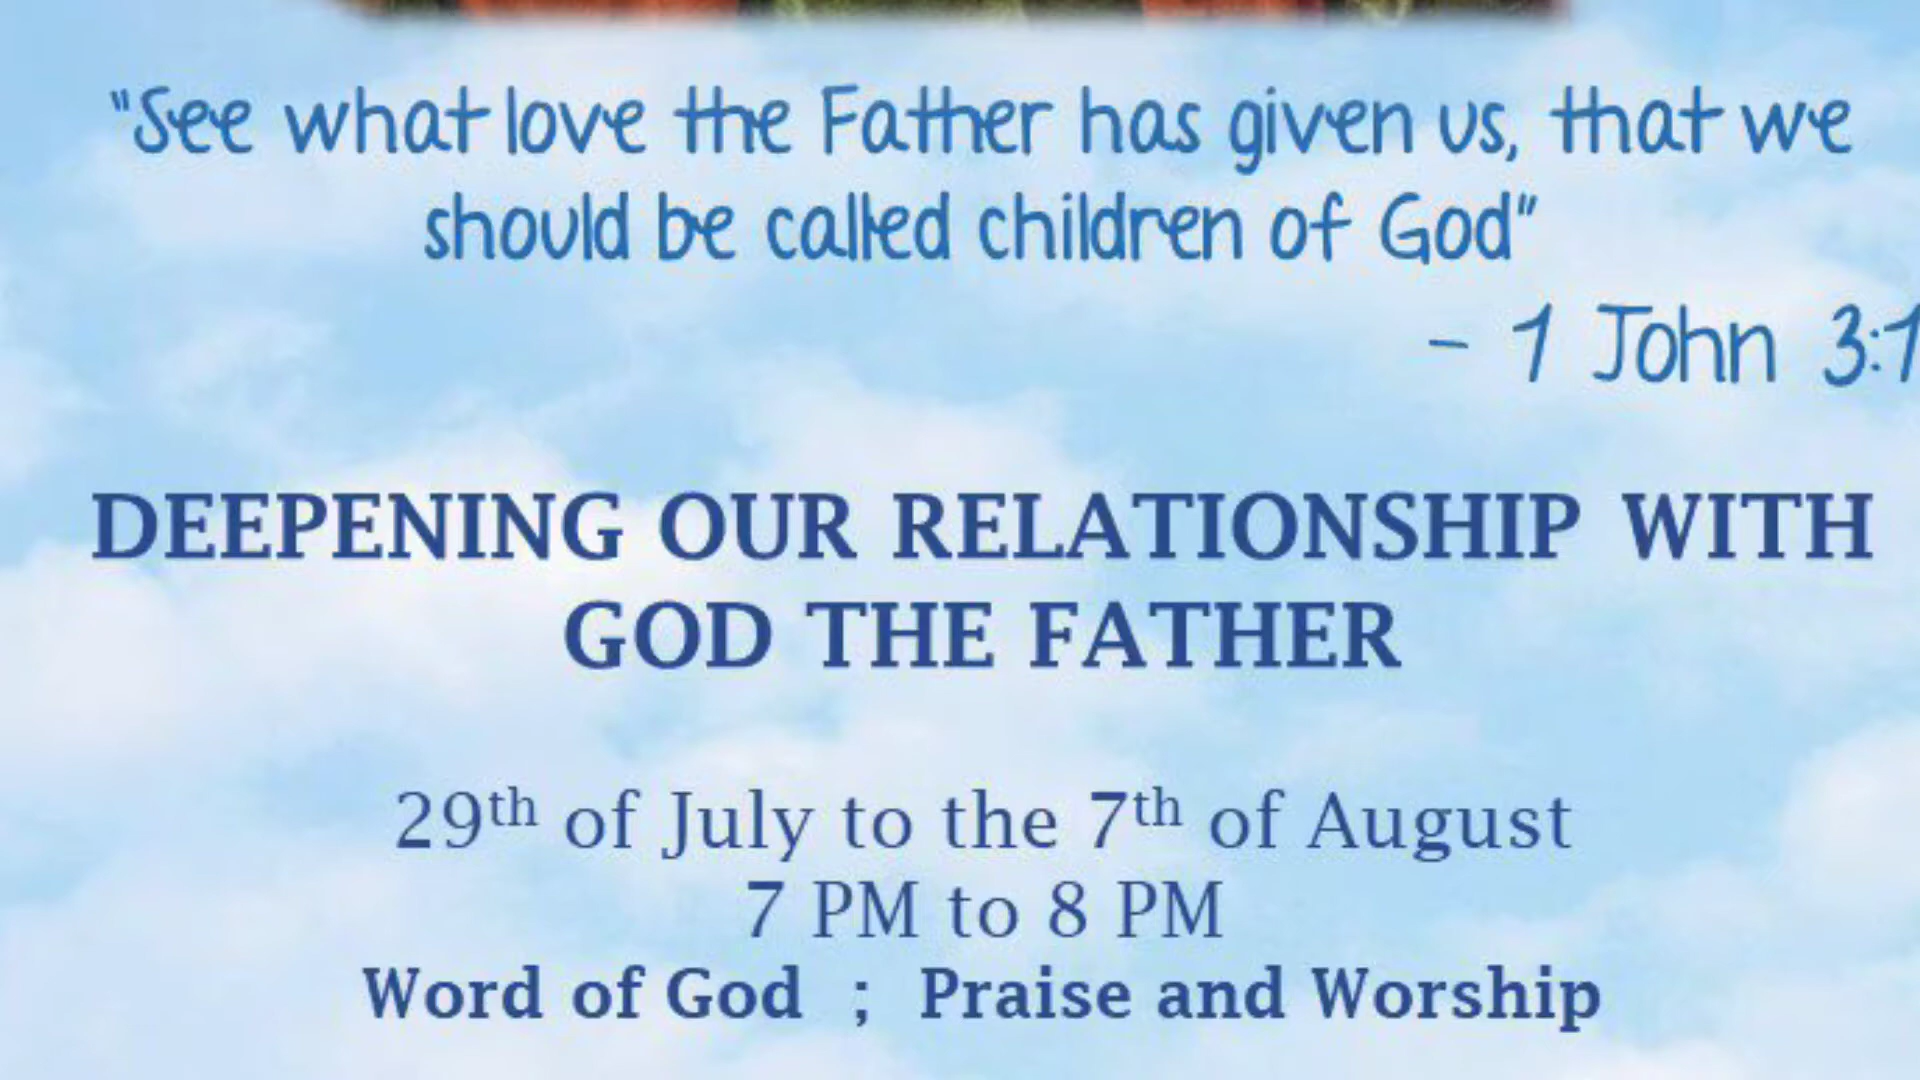 "See what love the Father has given us, that we
should be called children of God"
- 1 John 3:1
DEEPENING OUR RELATIONSHIP WITH
GOD THE FATHER
29th of July to the 7th of August
7 PM to 8 PM
Word of God ; Praise and Worship